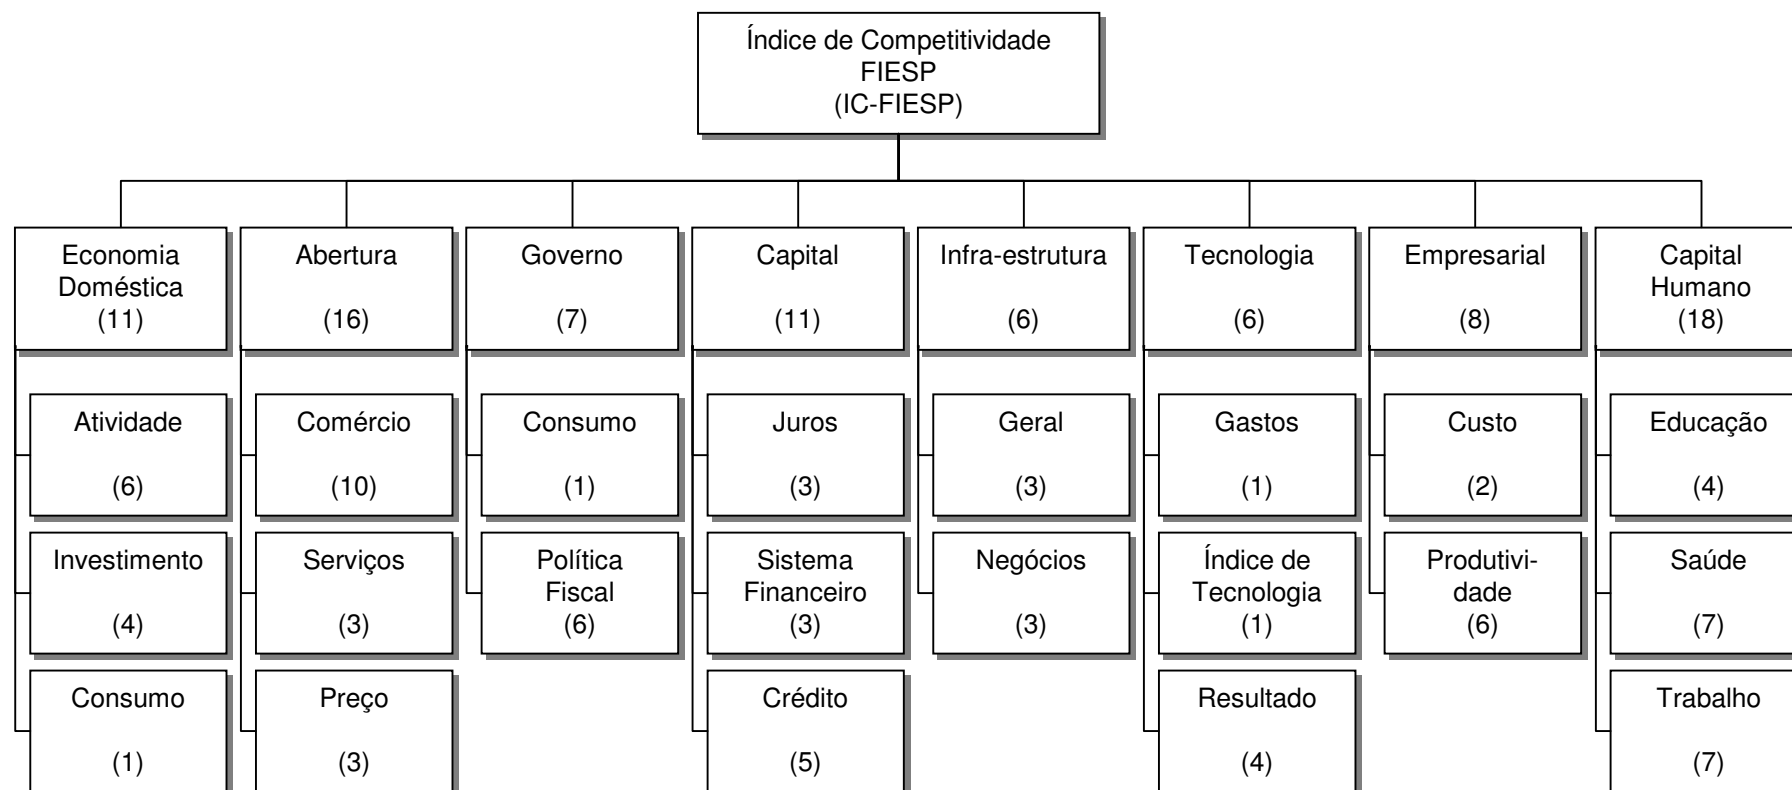 Índice de Competitividade
FIESP
(IC-FIESP)
Economia
Doméstica
(11)
Abertura
(16)
Governo
(7)
Capital
(11)
Infra-estrutura
(6)
Tecnologia
(6)
Empresarial
(8)
Capital
Humano
(18)
Atividade
(6)
Comércio
(10)
Consumo
(1)
Juros
(3)
Geral
(3)
Gastos
(1)
Custo
(2)
Educação
(4)
Investimento
(4)
Serviços
(3)
Política
Fiscal
(6)
Sistema
Financeiro
(3)
Negócios
(3)
Índice de
Tecnologia
(1)
Produtivi-
dade
(6)
Saúde
(7)
Consumo
(1)
Preço
(3)
Crédito
(5)
Resultado
(4)
Trabalho
(7)